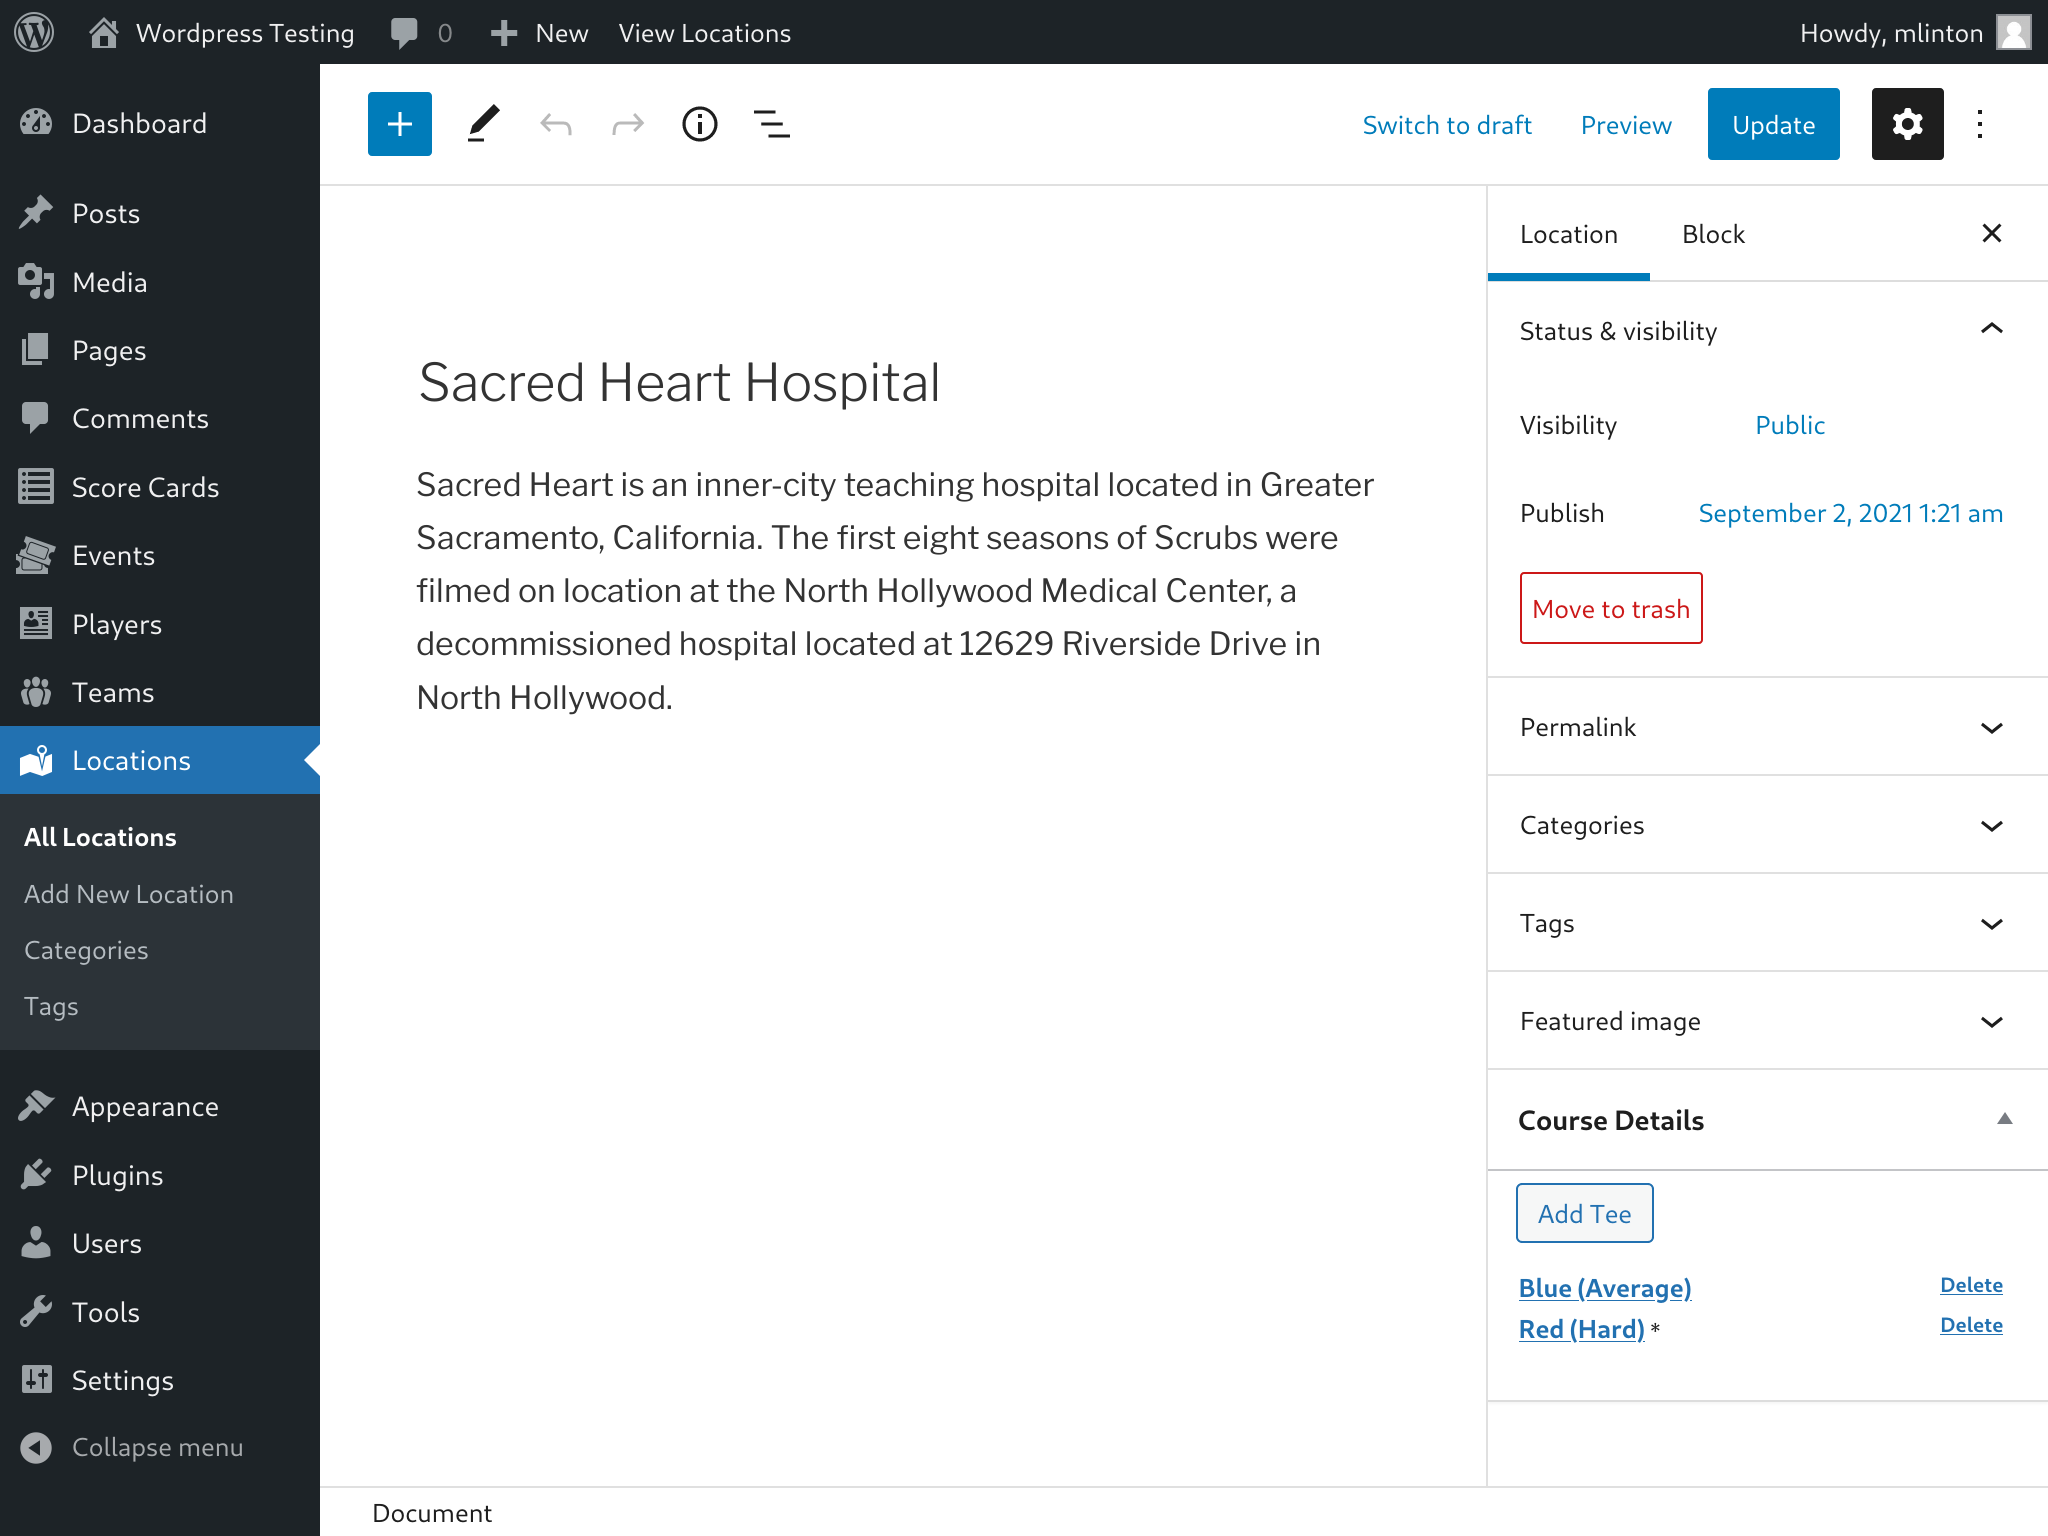 Wordpress Testing 0 New View Locations Howdy, mlinton
Dashboard
Posts
Media
Pages
Comments
Score Cards
Events
Players
Teams
Locations
All Locations
Add New Location
Categories
Tags
Appearance
Plugins
Users
Tools
Settings
Collapse menu
Switch to draft Preview Update
Sacred Heart Hospital
Sacred Heart is an inner-city teaching hospital located in Greater
Sacramento, California. The first eight seasons of Scrubs were
filmed on location at the North Hollywood Medical Center, a
decommissioned hospital located at 12629 Riverside Drive in
North Hollywood.
Location Block
Status & visibility
Visibility Public
Publish September 2, 2021 1:21 am
Move to trash
Permalink
Categories
Tags
Featured image
Course Details
Add Tee
Blue (Average) Delete
Red (Hard) * Delete
Document